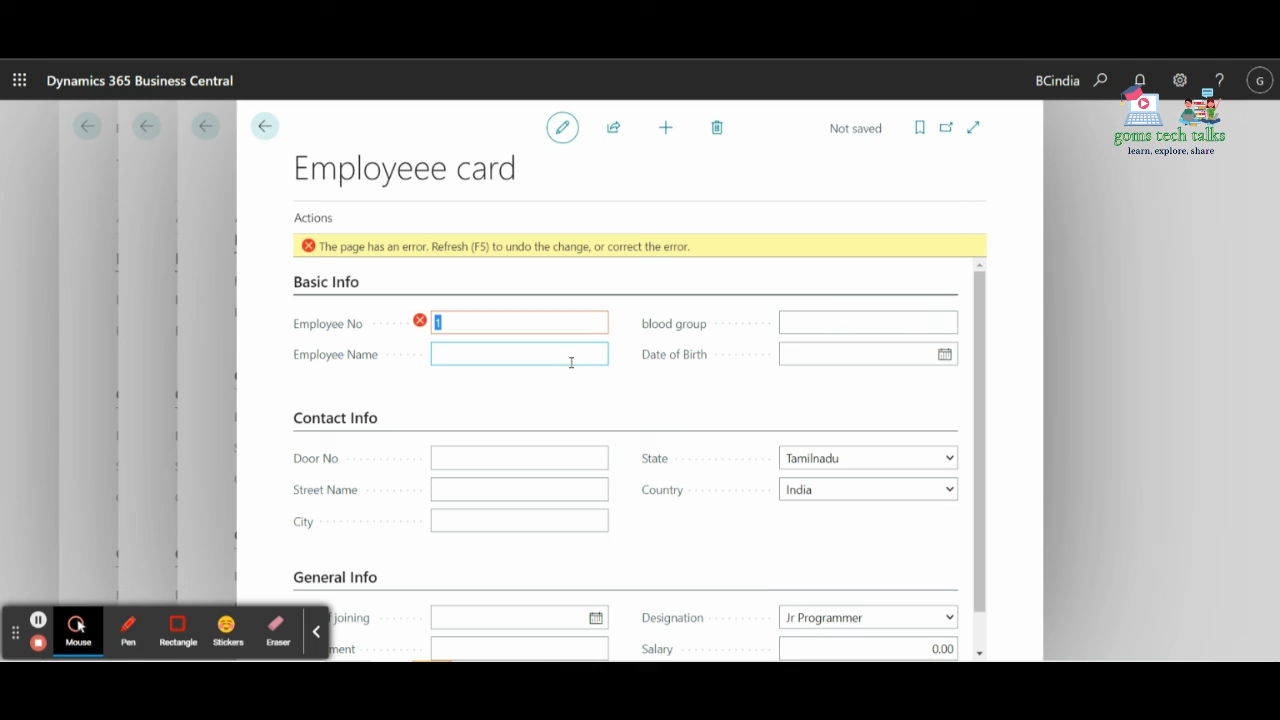 Dynamics 365 Business Central
BCindia
?
G
goms tech talks
learn, explore, share
Not saved
Employeee card
Actions
The page has an error. Refresh (F5) to undo the change, or correct the error.
Basic Info
Employee No
1
blood group
Employee Name
Date of Birth
Contact Info
Door No
State
Tamilnadu
Street Name
Country
India
City
General Info
joining
Designation
Jr Programmer
ment
Salary
0.00
Mouse
Pen
Rectangle
Stickers
Eraser